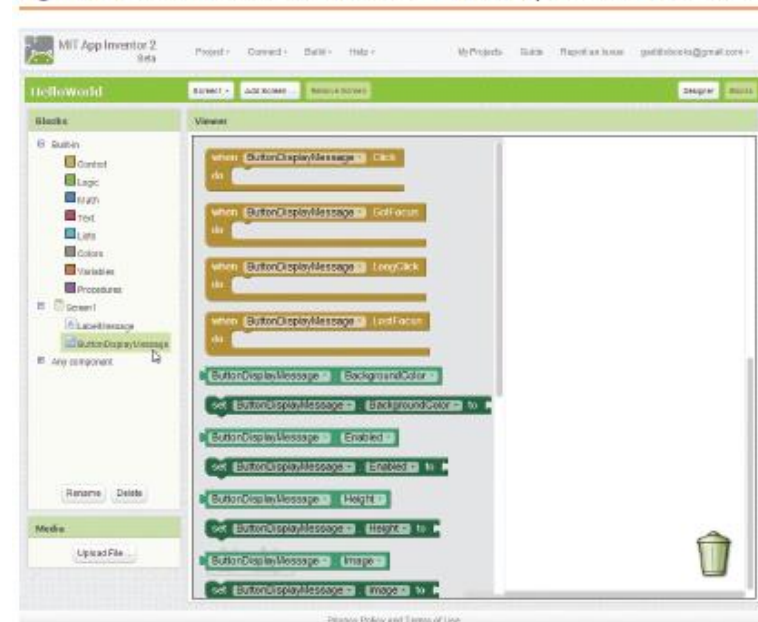 MIT App Inventor 2
Beta
Project Connect Build Help My Projects Guide Report an Issue gaddisbooks@gmail.com
HelloWorld Screen1 Add Screen ... Remove Screen Designer Blocks
Blocks
Viewer
Built-in
Control
Logic
Math
Text
Lists
Colors
Variables
Procedures
Screen1
LabelMessage
ButtonDisplayMessage
Any component
Rename Delete
Media
Upload File ...
when ButtonDisplayMessage .Click
do
when ButtonDisplayMessage .GotFocus
do
when ButtonDisplayMessage .LongClick
do
when ButtonDisplayMessage .LostFocus
do
ButtonDisplayMessage . BackgroundColor
set ButtonDisplayMessage . BackgroundColor to
ButtonDisplayMessage . Enabled
set ButtonDisplayMessage . Enabled to
ButtonDisplayMessage . Height
set ButtonDisplayMessage . Height to
ButtonDisplayMessage . Image
set ButtonDisplayMessage . Image to
Privacy Policy and Terms of Use